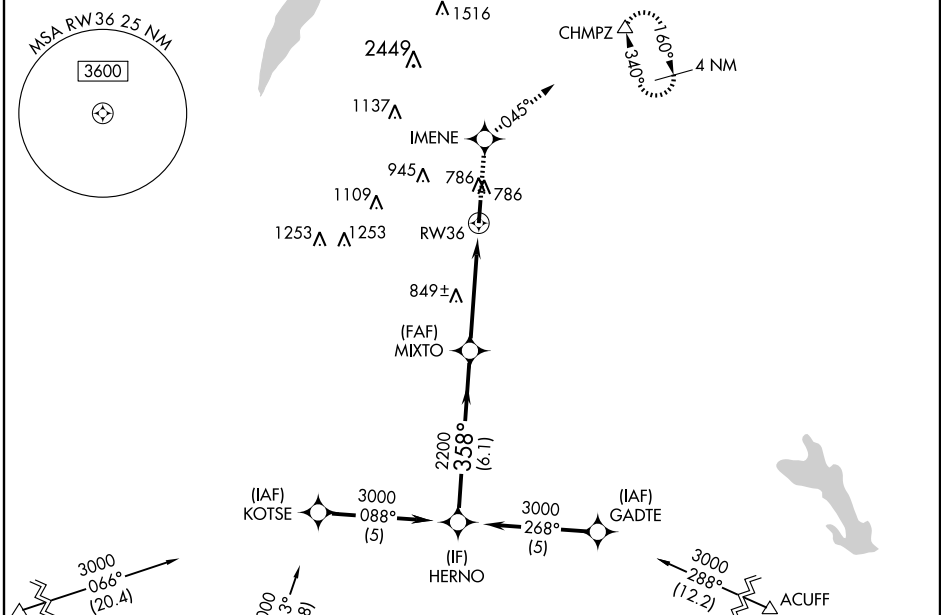 MSA RW36 25 NM
3600
1516
2449
1137
CHMPZ
160°
340°
4 NM
IMENE
045°
945
786
786
1109
1253
1253
RW36
849±
(FAF)
MIXTO
2200
358°
(6.1)
(IAF)
KOTSE
3000
088°
(5)
3000
268°
(5)
(IAF)
GADTE
(IF)
HERNO
3000
066°
(20.4)
3000
288°
(12.2)
ACUFF